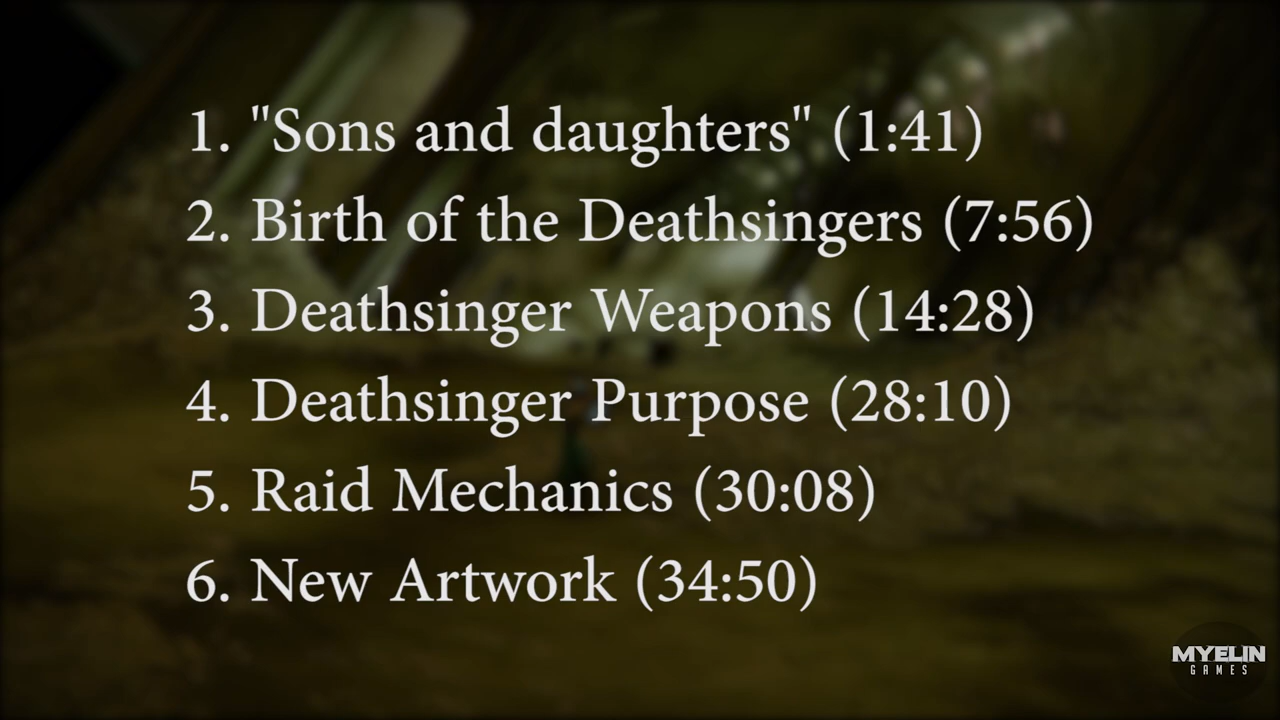 1. "Sons and daughters" (1:41)
2. Birth of the Deathsingers (7:56)
3. Deathsinger Weapons (14:28)
4. Deathsinger Purpose (28:10)
5. Raid Mechanics (30:08)
6. New Artwork (34:50)
MYELIN
GAMES